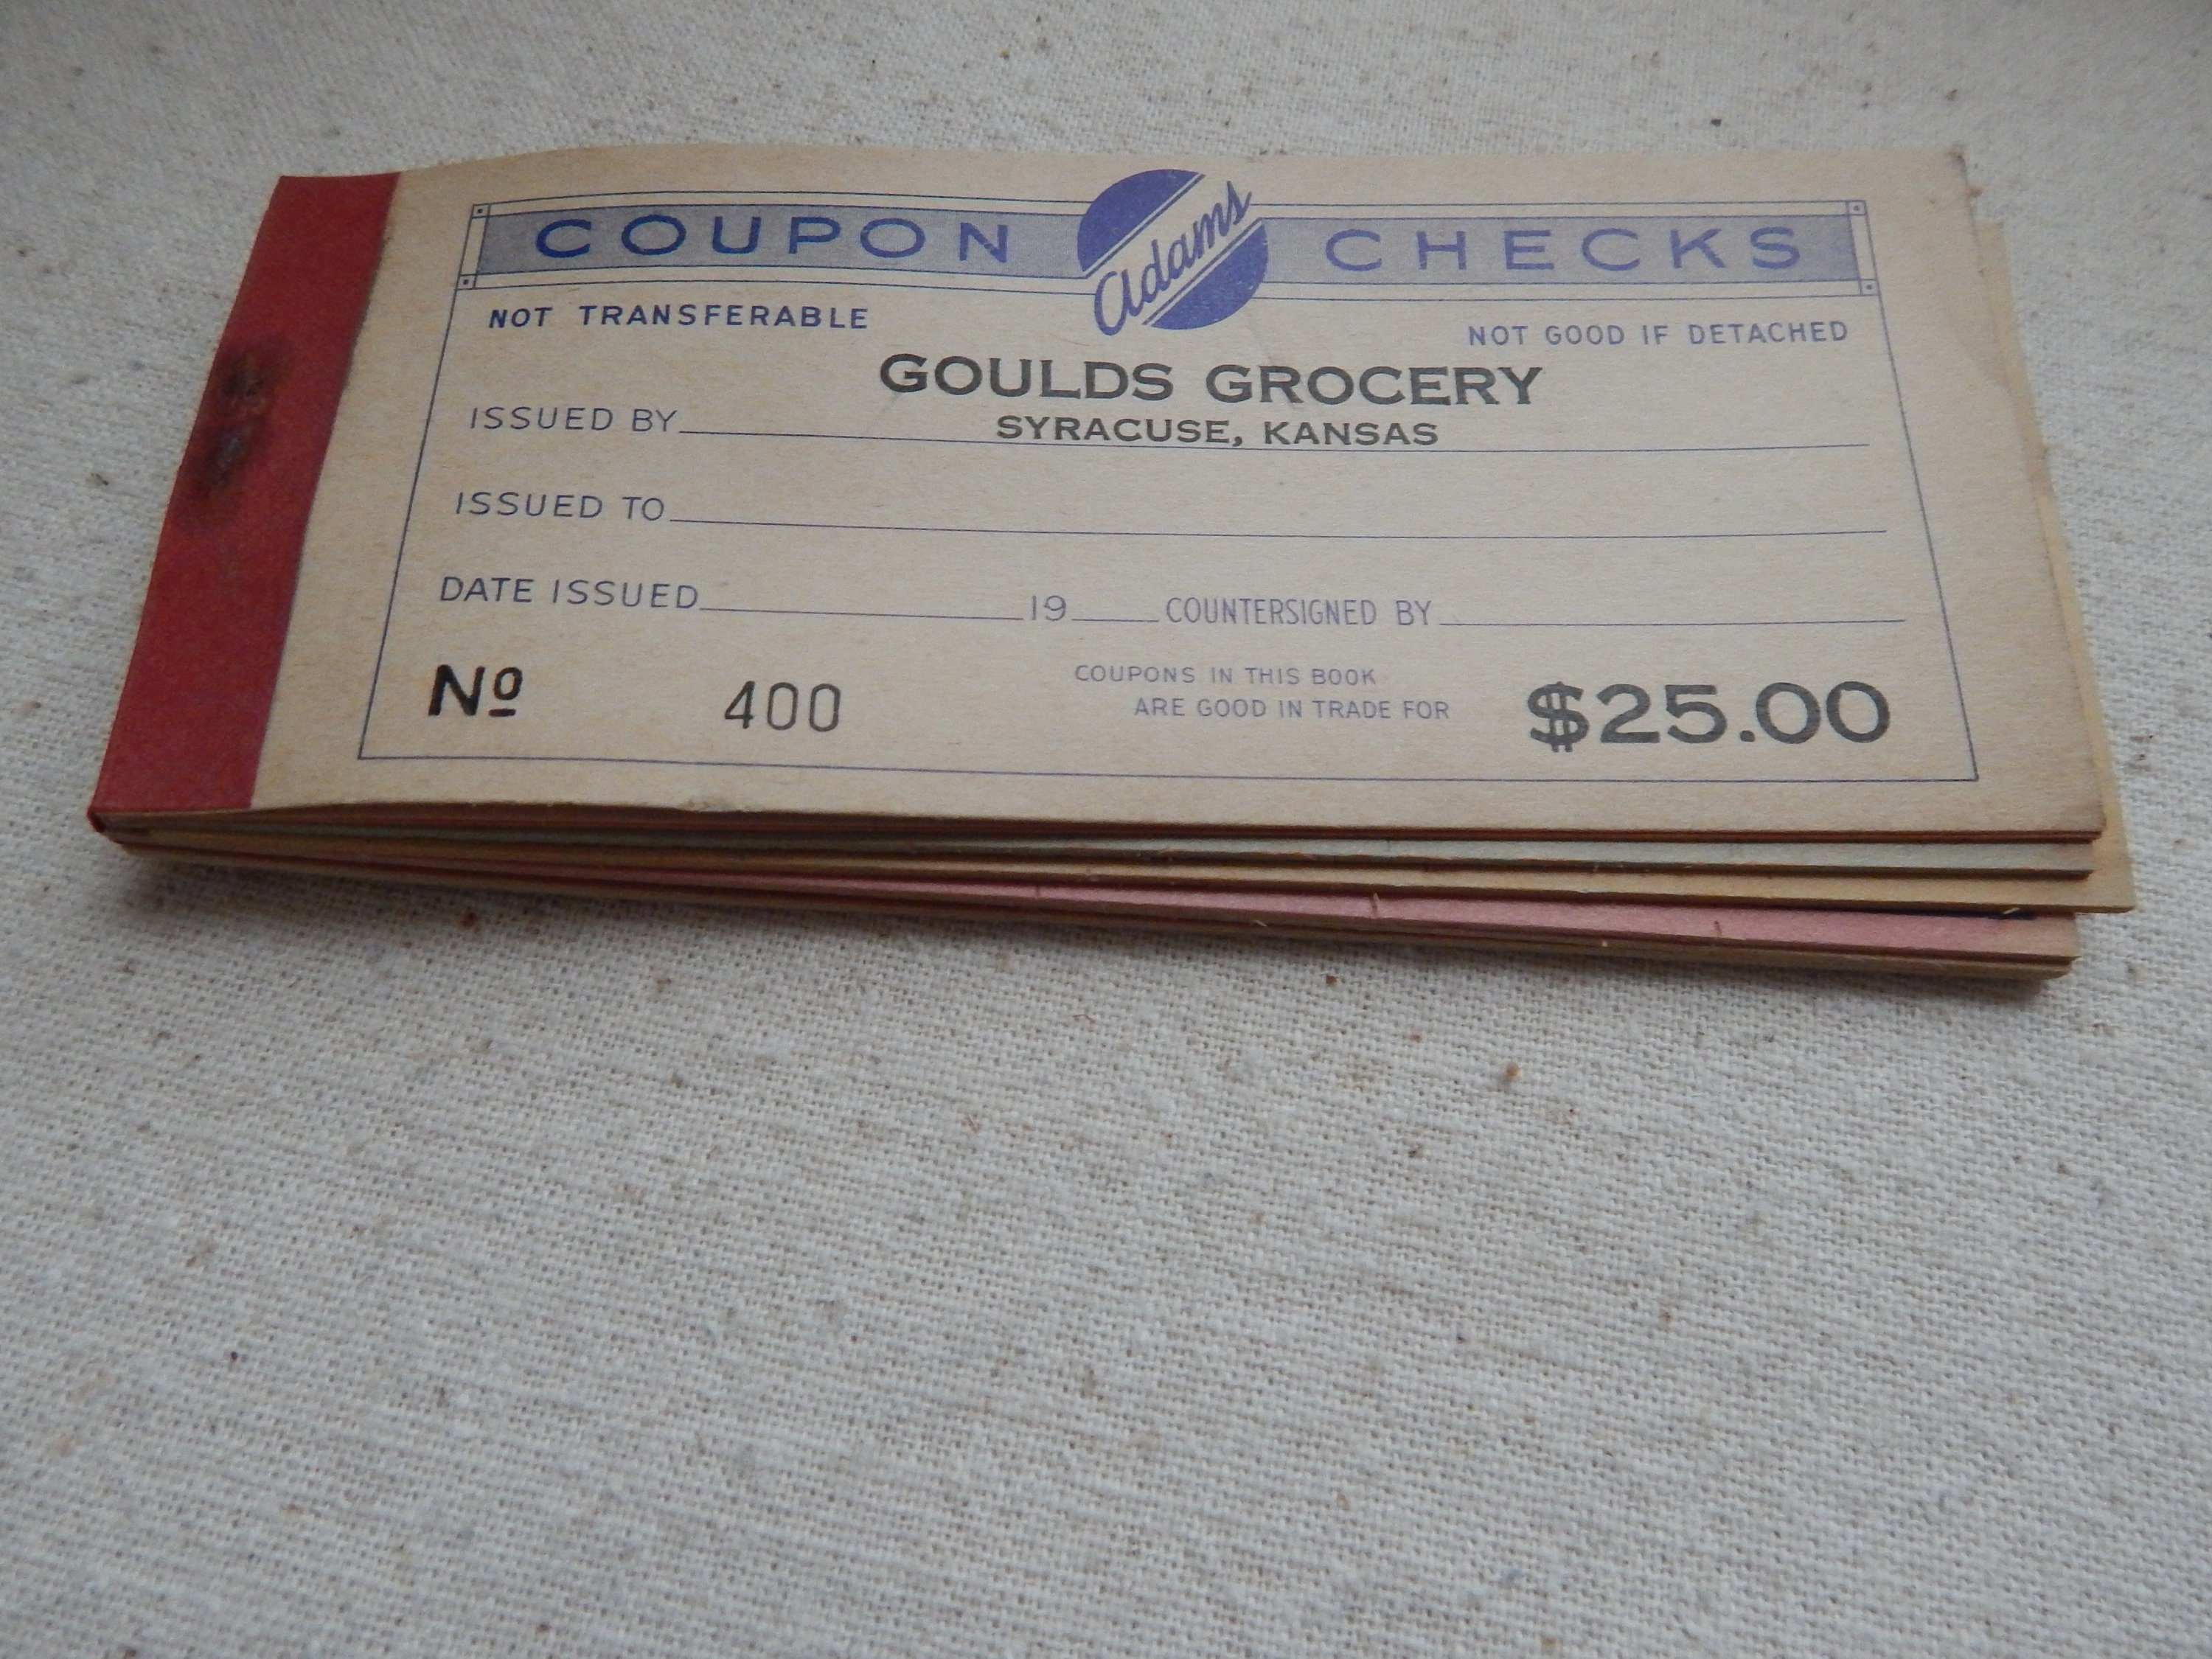 COUPON Adams CHECKS
NOT TRANSFERABLE NOT GOOD IF DETACHED
GOULDS GROCERY
ISSUED BY SYRACUSE, KANSAS
ISSUED TO
DATE ISSUED 19 COUNTERSIGNED BY
COUPONS IN THIS BOOK
Nº 400 ARE GOOD IN TRADE FOR $25.00